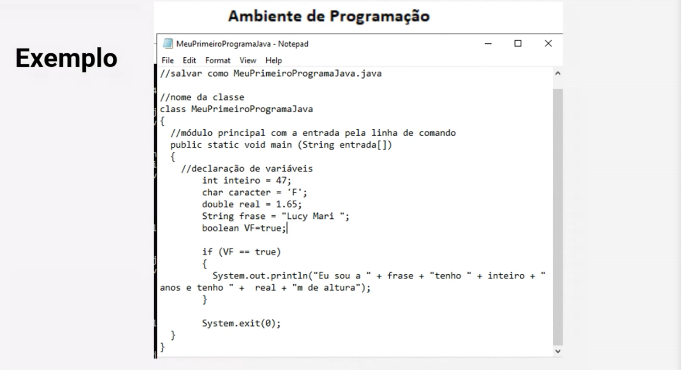 Ambiente de Programação
Exemplo
MeuPrimeiroProgramaJava - Notepad
File Edit Format View Help
//salvar como MeuPrimeiroProgramaJava.java
//nome da classe
class MeuPrimeiroProgramaJava
{
//módulo principal com a entrada pela linha de comando
public static void main (String entrada[])
{
//declaração de variáveis
int inteiro = 47;
char caracter = 'F';
double real = 1.65;
String frase = "Lucy Mari ";
boolean VF=true;
if (VF == true)
{
System.out.println("Eu sou a " + frase + "tenho " + inteiro + "
anos e tenho " +  real + "m de altura");
}
System.exit(0);
}
}